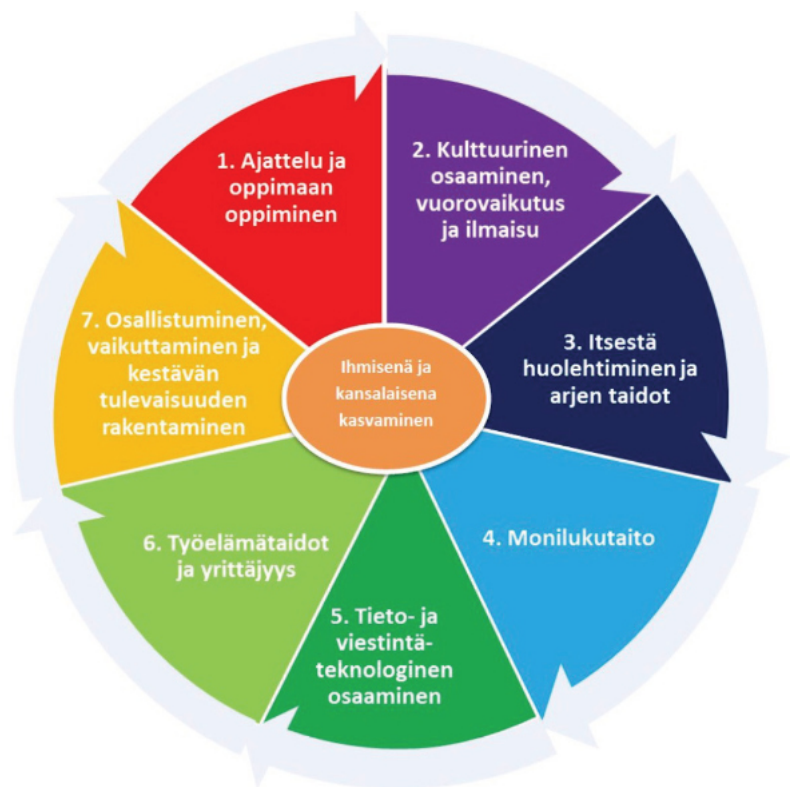 1. Ajattelu ja
oppimaan
oppiminen
2. Kulttuurinen
osaaminen,
vuorovaikutus
ja ilmaisu
3. Itsestä
huolehtiminen ja
arjen taidot
4. Monilukutaito
5. Tieto- ja
viestintä-
teknologinen
osaaminen
6. Työelämätaidot
ja yrittäjyys
7. Osallistuminen,
vaikuttaminen ja
kestävän
tulevaisuuden
rakentaminen
Ihmisenä ja
kansalaisena
kasvaminen